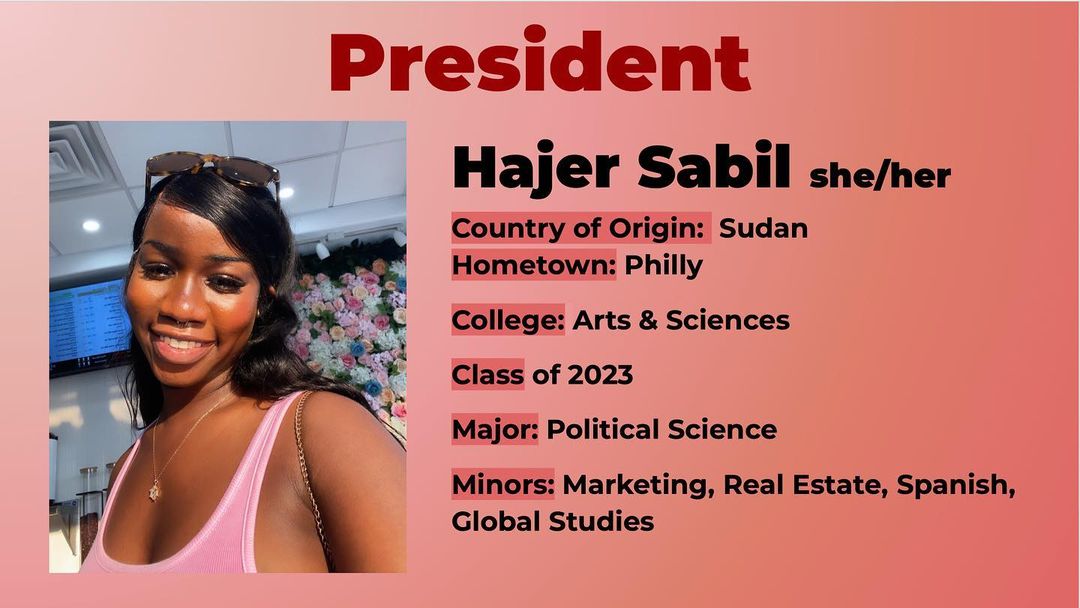 President
Hajer Sabil she/her
Country of Origin: Sudan
Hometown: Philly
College: Arts & Sciences
Class of 2023
Major: Political Science
Minors: Marketing, Real Estate, Spanish,
Global Studies